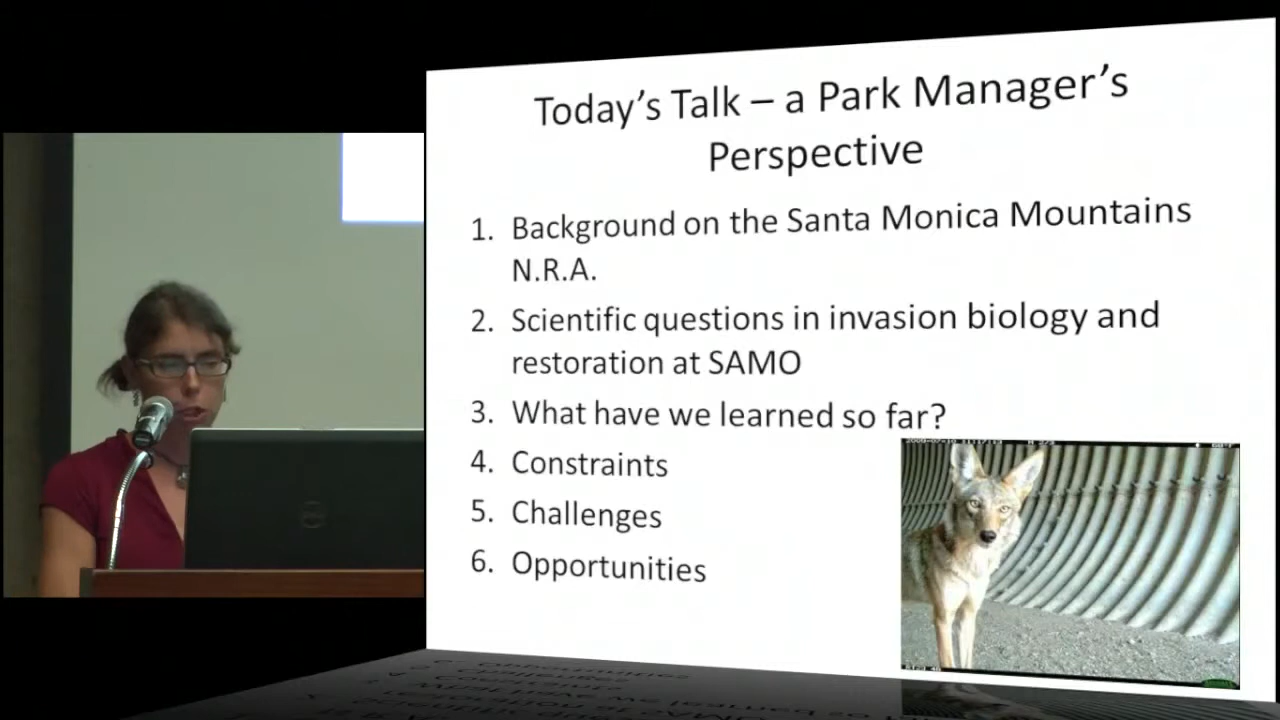 Today's Talk – a Park Manager's
Perspective
1. Background on the Santa Monica Mountains
N.R.A.
2. Scientific questions in invasion biology and
restoration at SAMO
3. What have we learned so far?
4. Constraints
5. Challenges
6. Opportunities